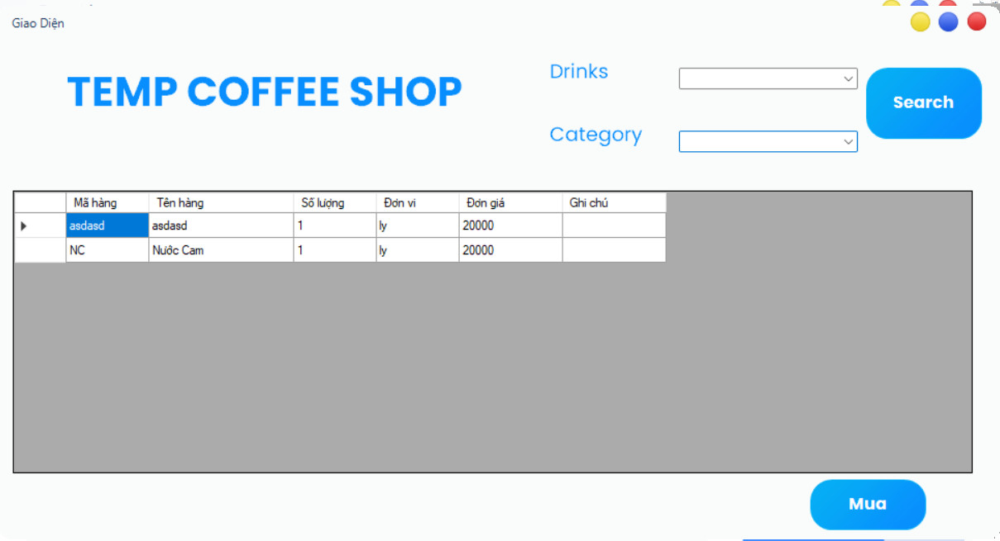 Giao Diện
TEMP COFFEE SHOP
Drinks
Search
Category
Mã hàng Tên hàng Số lượng Đơn vi Đơn giá Ghi chú
asdasd asdasd 1 ly 20000
NC Nước Cam 1 ly 20000
Mua